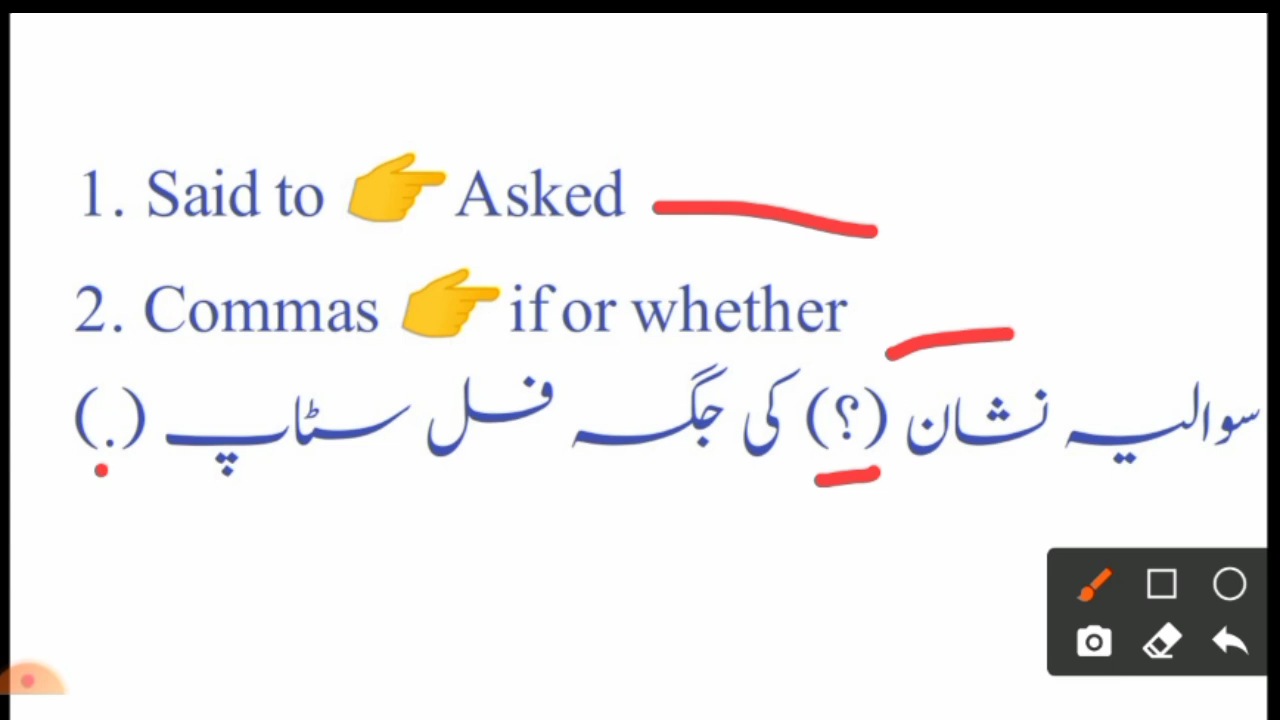 1. Said to 👉 Asked
2. Commas 👉 if or whether
سوالیہ نشان (؟) کی جگہ فل سٹاپ (.)